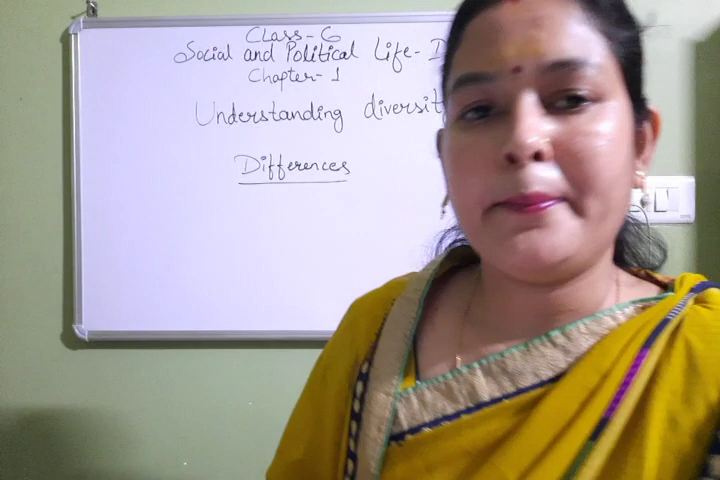 Class-6
Social and Political Life-I
Chapter-1
Understanding diversit
Differences